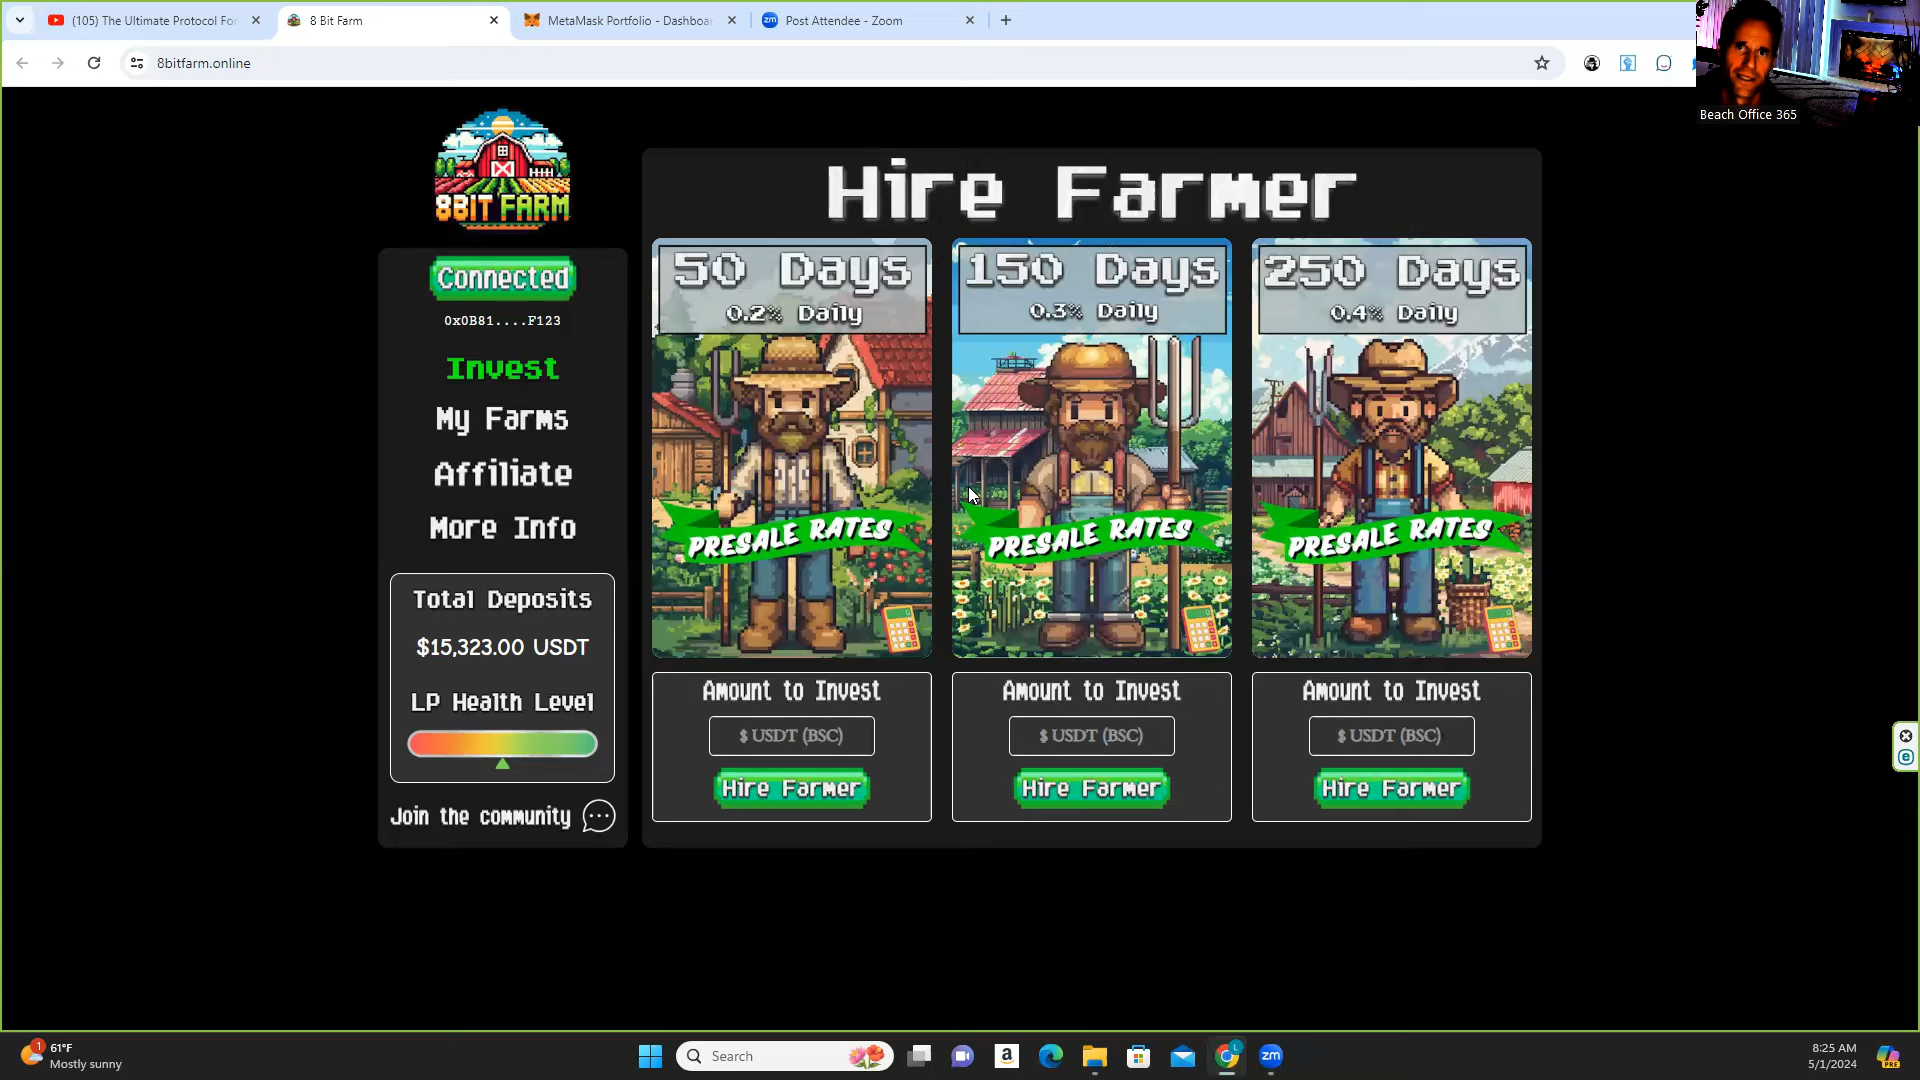 (105) The Ultimate Protocol For
8 Bit Farm
MetaMask Portfolio - Dashboar
zm
Post Attendee - Zoom
8bitfarm.online
Beach Office 365
8BIT FARM
Connected
0x0B81....F123
Invest
My Farms
Affiliate
More Info
Total Deposits
$15,323.00 USDT
LP Health Level
Join the community
Hire Farmer
50 Days
0.2% Daily
PRESALE RATES
Amount to Invest
$ USDT (BSC)
Hire Farmer
150 Days
0.3% Daily
PRESALE RATES
Amount to Invest
$ USDT (BSC)
Hire Farmer
250 Days
0.4% Daily
PRESALE RATES
Amount to Invest
$ USDT (BSC)
Hire Farmer
1
61°F
Mostly sunny
Search
a
L
zm
8:25 AM
5/1/2024
PRE